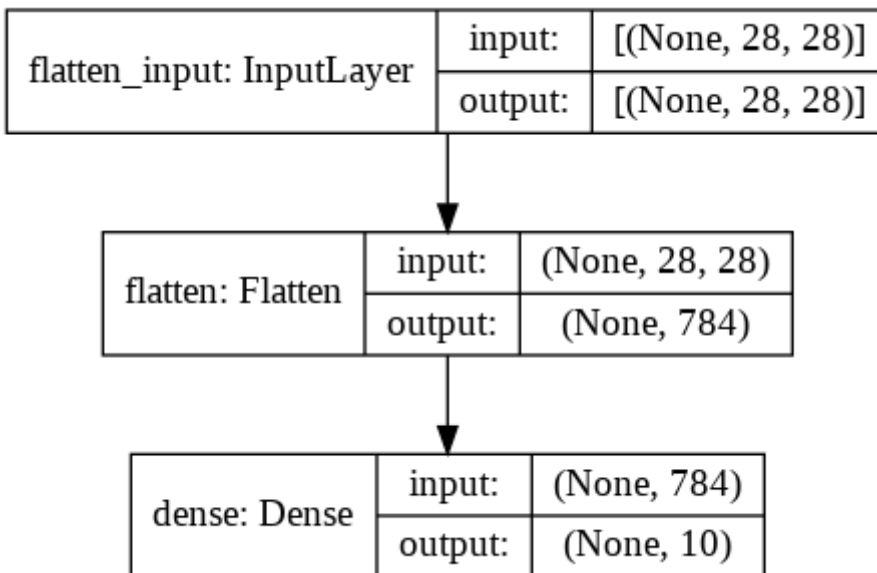 flatten_input: InputLayer
input: [(None, 28, 28)]
output: [(None, 28, 28)]
flatten: Flatten
input: (None, 28, 28)
output: (None, 784)
dense: Dense
input: (None, 784)
output: (None, 10)